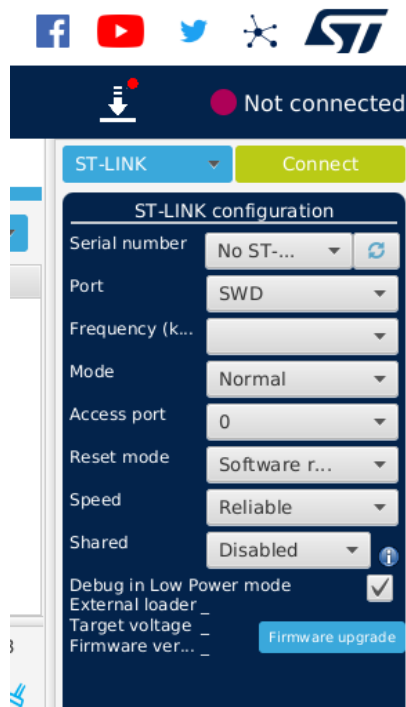 ST
Not connected
ST-LINK
Connect
ST-LINK configuration
Serial number No ST-...
Port SWD
Frequency (k...
Mode Normal
Access port 0
Reset mode Software r...
Speed Reliable
Shared Disabled
Debug in Low Power mode
External loader _
Target voltage _
Firmware ver... _
Firmware upgrade